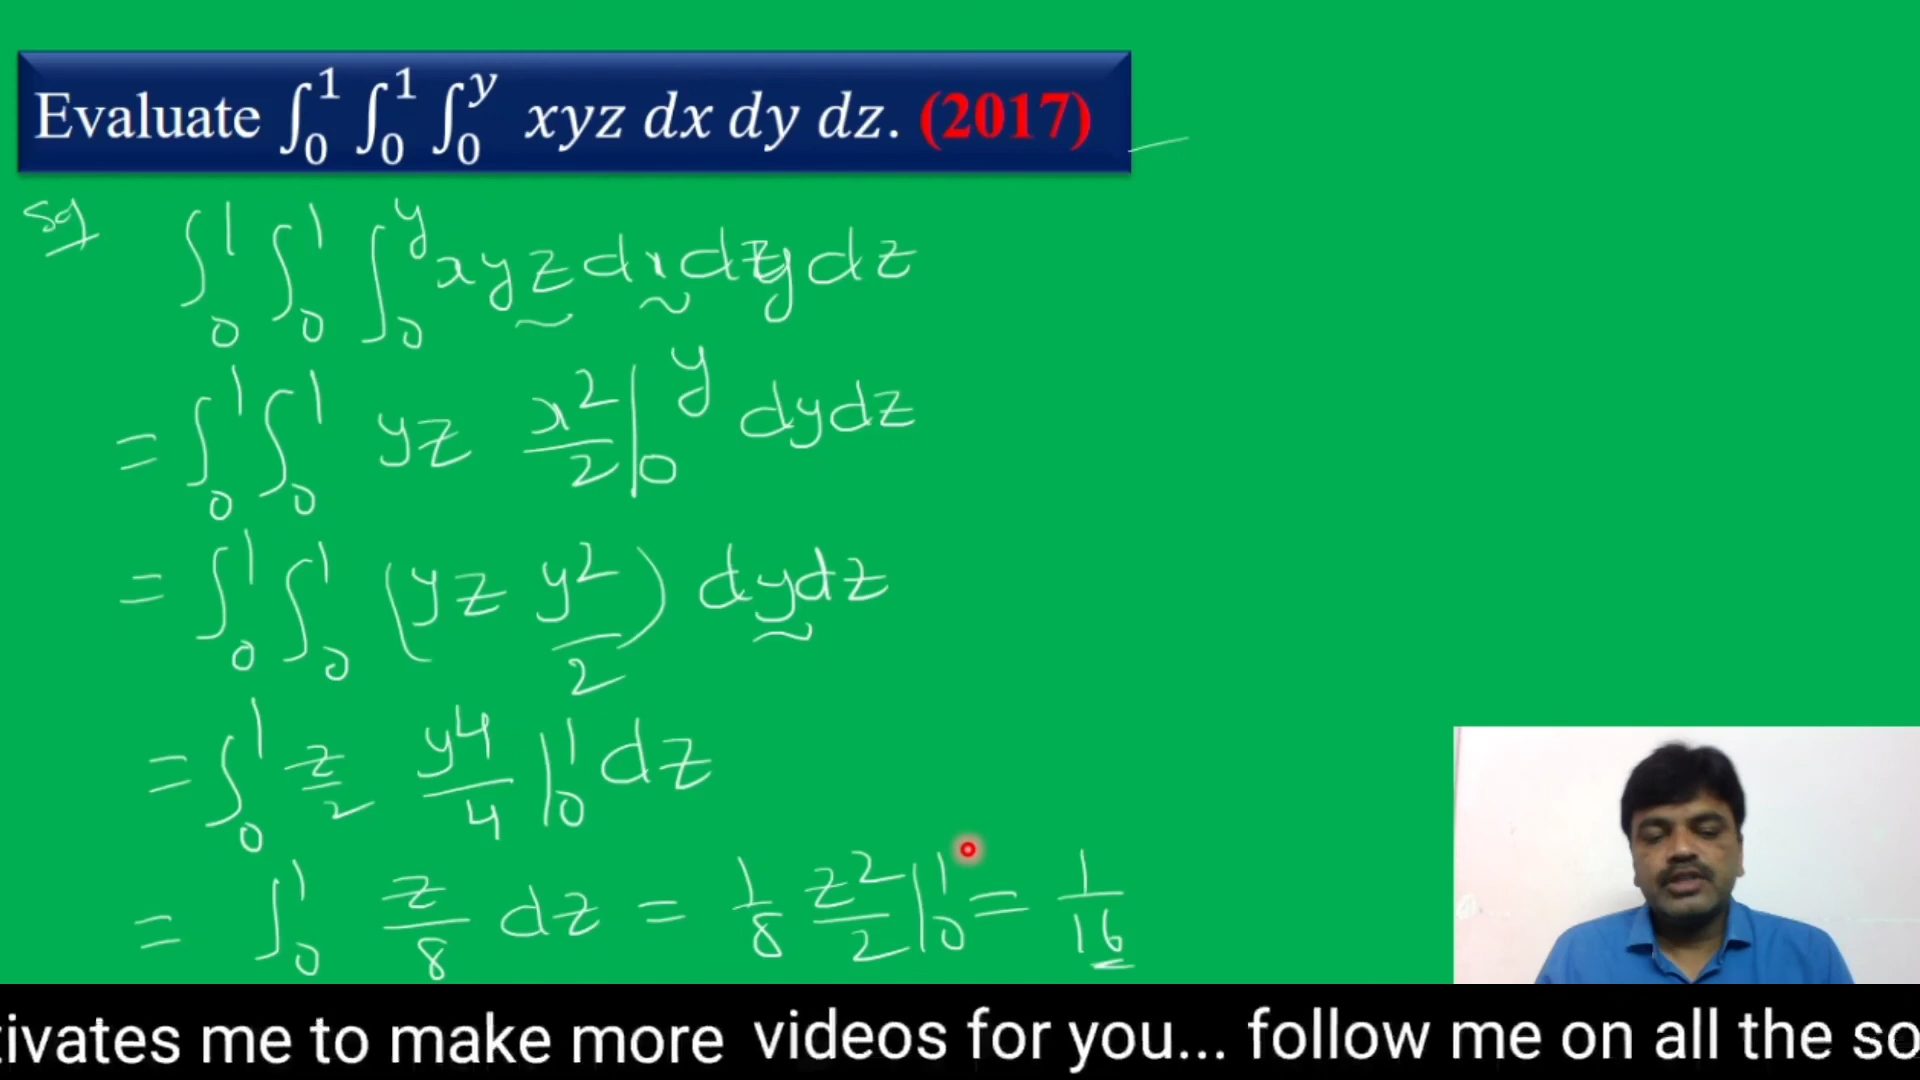 Evaluate ∫₀¹ ∫₀¹ ∫₀ʸ xyz dx dy dz. (2017)
∫₀¹ ∫₀¹ ∫₀ʸ xyz dx dy dz
= ∫₀¹ ∫₀¹ yz x²/2 |₀ʸ dy dz
= ∫₀¹ ∫₀¹ (yz y²/2) dy dz
= ∫₀¹ z/2 y⁴/4 |₀¹ dz
= ∫₀¹ z/8 dz = 1/8 z²/2 |₀¹ = 1/16
tivates me to make more videos for you... follow me on all the so